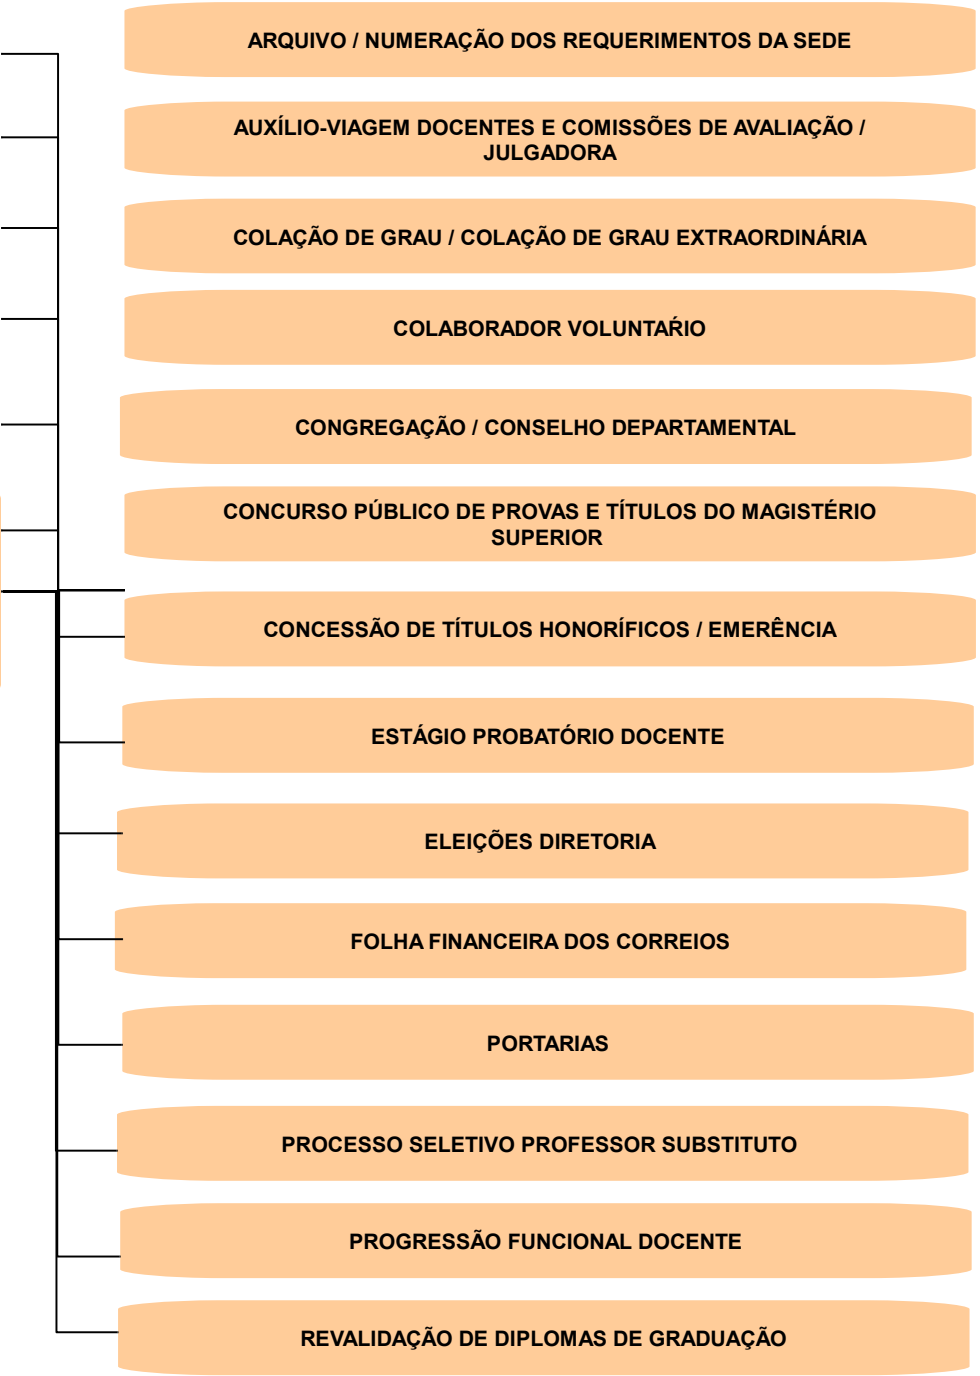 ARQUIVO / NUMERAÇÃO DOS REQUERIMENTOS DA SEDE
AUXÍLIO-VIAGEM DOCENTES E COMISSÕES DE AVALIAÇÃO /
JULGADORA
COLAÇÃO DE GRAU / COLAÇÃO DE GRAU EXTRAORDINÁRIA
COLABORADOR VOLUNTAŔIO
CONGREGAÇÃO / CONSELHO DEPARTAMENTAL
CONCURSO PÚBLICO DE PROVAS E TÍTULOS DO MAGISTÉRIO
SUPERIOR
CONCESSÃO DE TÍTULOS HONORÍFICOS / EMERÊNCIA
ESTÁGIO PROBATÓRIO DOCENTE
ELEIÇÕES DIRETORIA
FOLHA FINANCEIRA DOS CORREIOS
PORTARIAS
PROCESSO SELETIVO PROFESSOR SUBSTITUTO
PROGRESSÃO FUNCIONAL DOCENTE
REVALIDAÇÃO DE DIPLOMAS DE GRADUAÇÃO